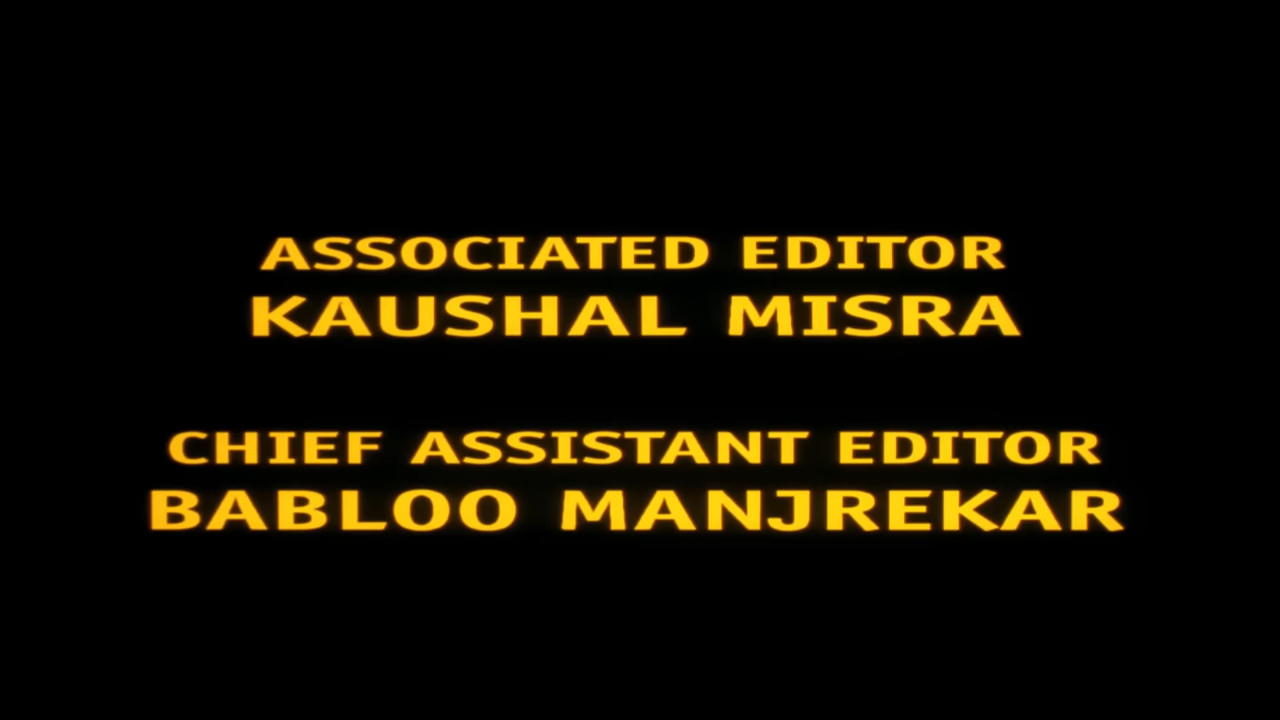 ASSOCIATED EDITOR
KAUSHAL MISRA
CHIEF ASSISTANT EDITOR
BABLOO MANJREKAR